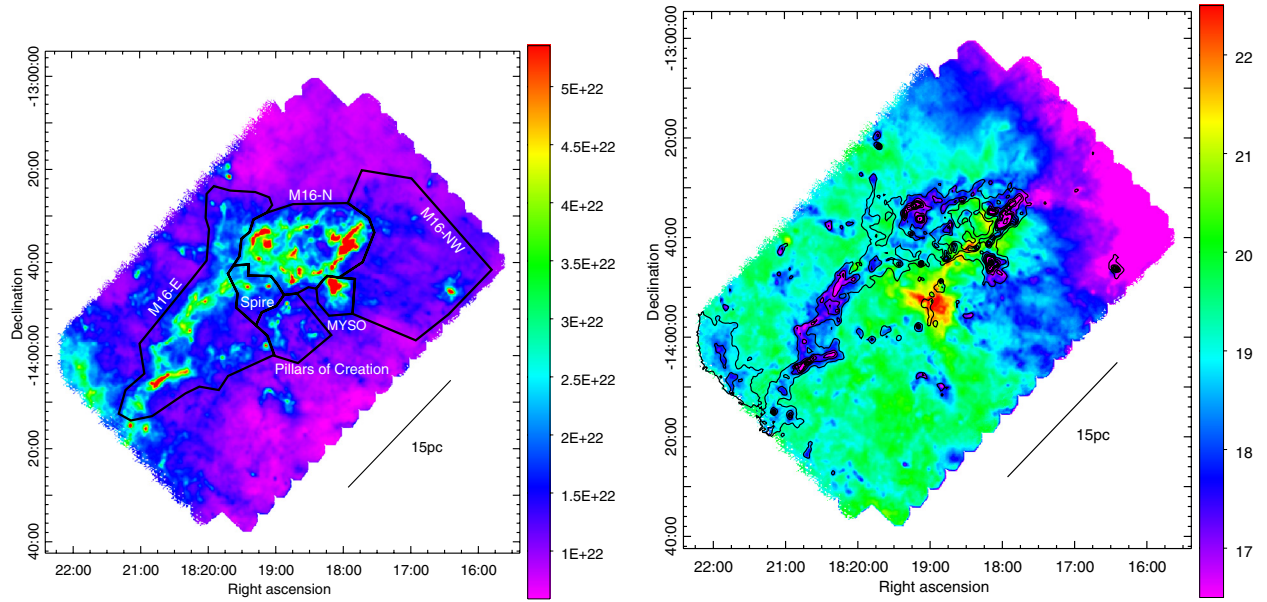 -13:00:00
20:00
40:00
-14:00:00
20:00
40:00
Declination
M16-N
M16-NW
M16-E
Spire
MYSO
Pillars of Creation
15pc
22:00
21:00
18:20:00
19:00
18:00
17:00
16:00
Right ascension
5E+22
4.5E+22
4E+22
3.5E+22
3E+22
2.5E+22
2E+22
1.5E+22
1E+22
-13:00:00
20:00
40:00
-14:00:00
20:00
40:00
Declination
15pc
22:00
21:00
18:20:00
19:00
18:00
17:00
16:00
Right ascension
22
21
20
19
18
17